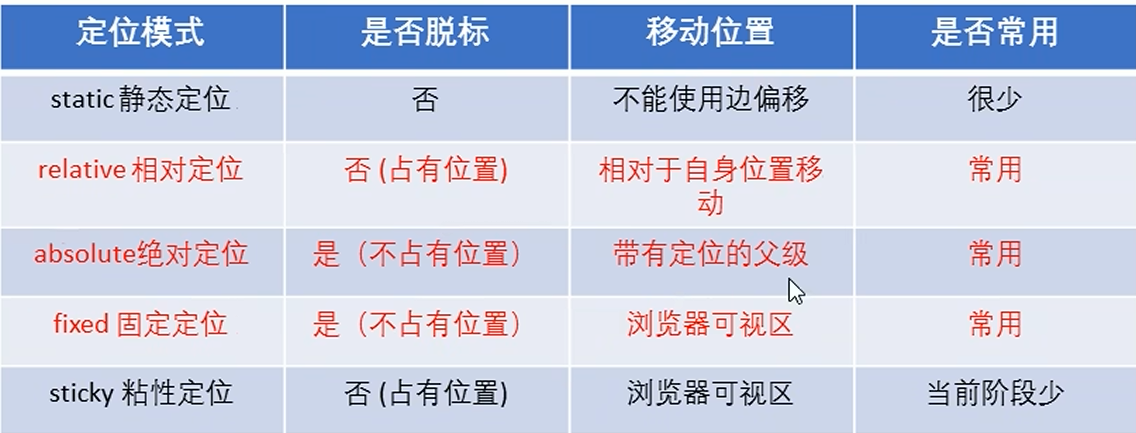 定位模式 是否脱标 移动位置 是否常用
static 静态定位 否 不能使用边偏移 很少
relative 相对定位 否 (占有位置) 相对于自身位置移 常用
动
absolute绝对定位 是（不占有位置） 带有定位的父级 常用
fixed 固定定位 是（不占有位置） 浏览器可视区 常用
sticky 粘性定位 否 (占有位置) 浏览器可视区 当前阶段少